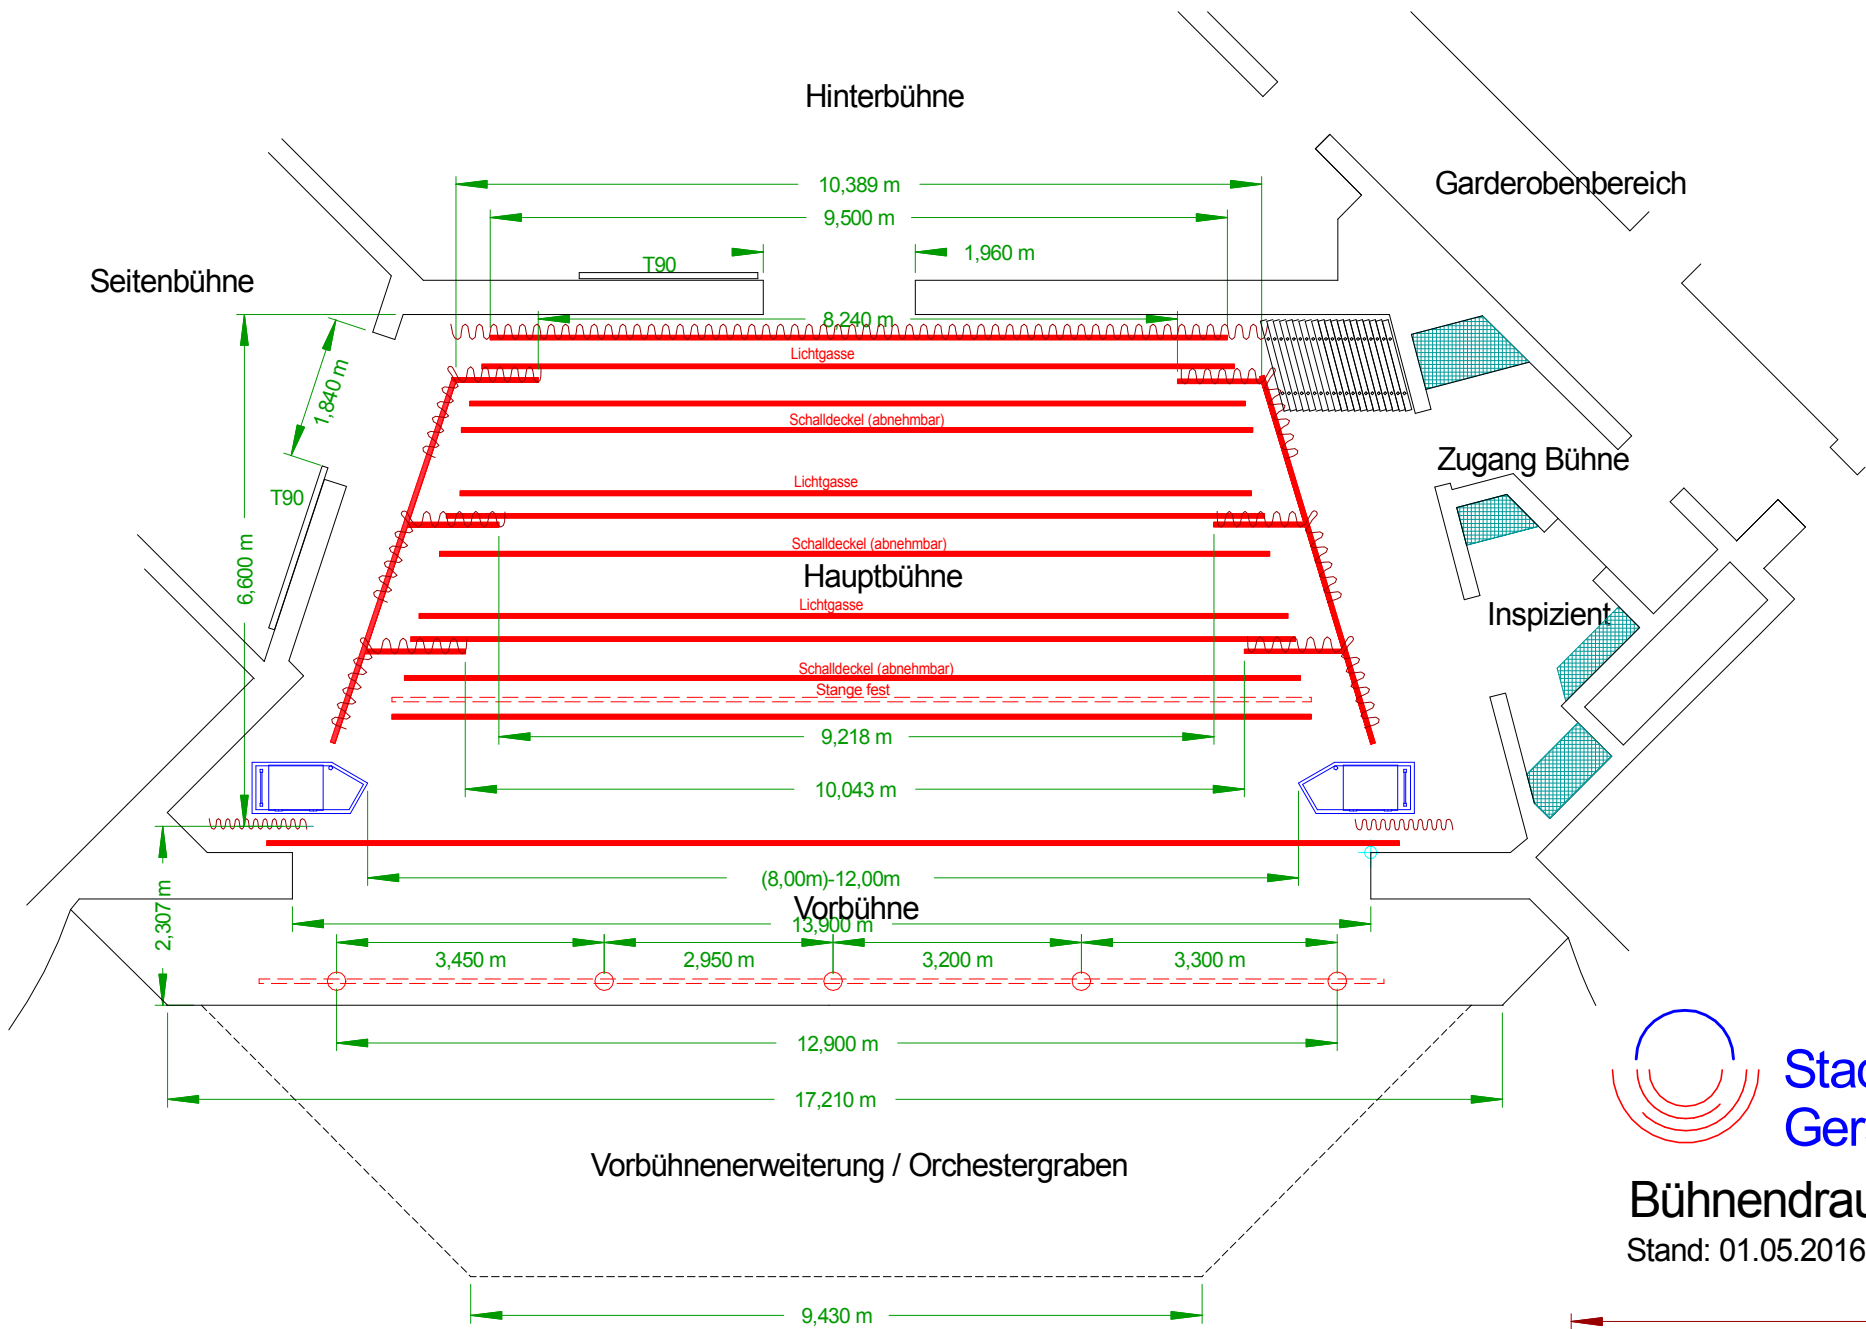 Hinterbühne
Garderobenbereich
10,389 m
9,500 m
1,960 m
T90
Seitenbühne
8,240 m
Lichtgasse
1,840 m
Schalldeckel (abnehmbar)
Zugang Bühne
Lichtgasse
T90
6,600 m
Schalldeckel (abnehmbar)
Hauptbühne
Lichtgasse
Inspizient
Schalldeckel (abnehmbar)
Stange fest
9,218 m
10,043 m
(8,00m)-12,00m
Vorbühne
13,900 m
2,307 m
3,450 m
2,950 m
3,200 m
3,300 m
12,900 m
17,210 m
Vorbühnenerweiterung / Orchestergraben
9,430 m
Stand: 01.05.2016